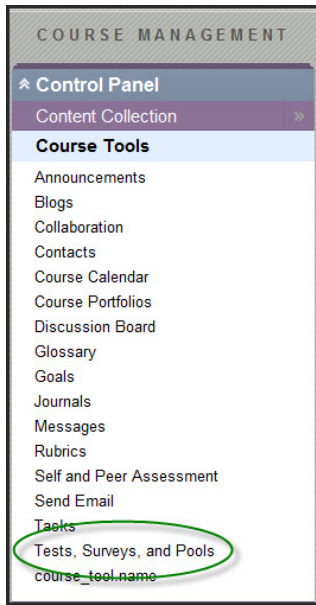 COURSE MANAGEMENT
Control Panel
Content Collection
Course Tools
Announcements
Blogs
Collaboration
Contacts
Course Calendar
Course Portfolios
Discussion Board
Glossary
Goals
Journals
Messages
Rubrics
Self and Peer Assessment
Send Email
Tasks
Tests, Surveys, and Pools
course_tool.name